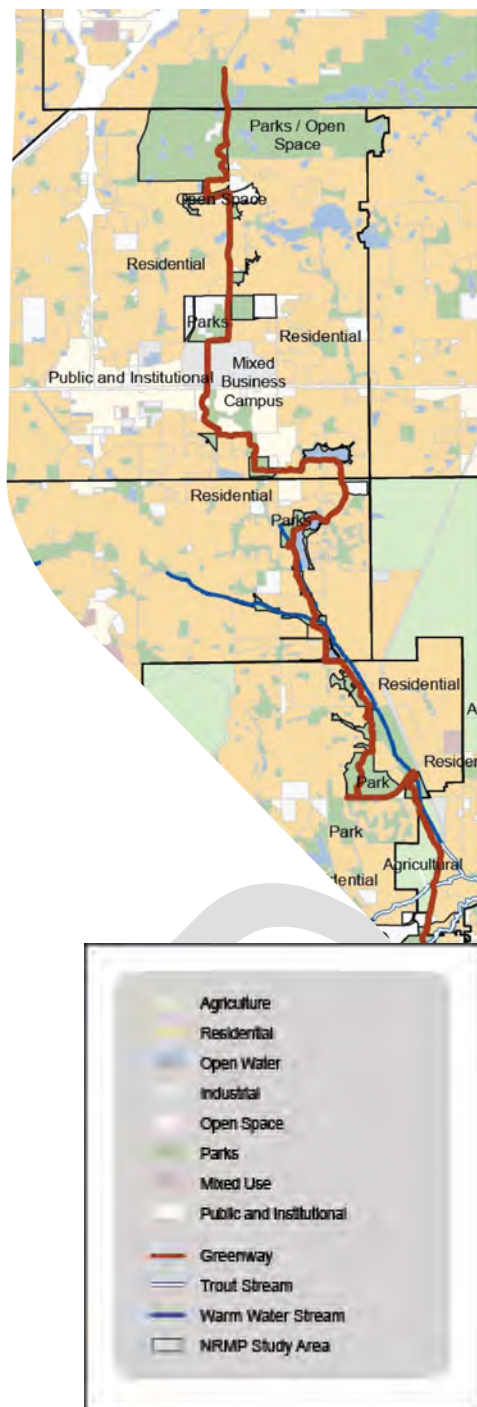 Parks / Open
Space
Open Space
Residential
Parks
Residential
Mixed
Business
Campus
Public and Institutional
Residential
Parks
Residential
A
Reside
Park
Park
Agricultural
idential
Agriculture
Residential
Open Water
Industrial
Open Space
Parks
Mixed Use
Public and Institutional
Greenway
Trout Stream
Warm Water Stream
NRMP Study Area